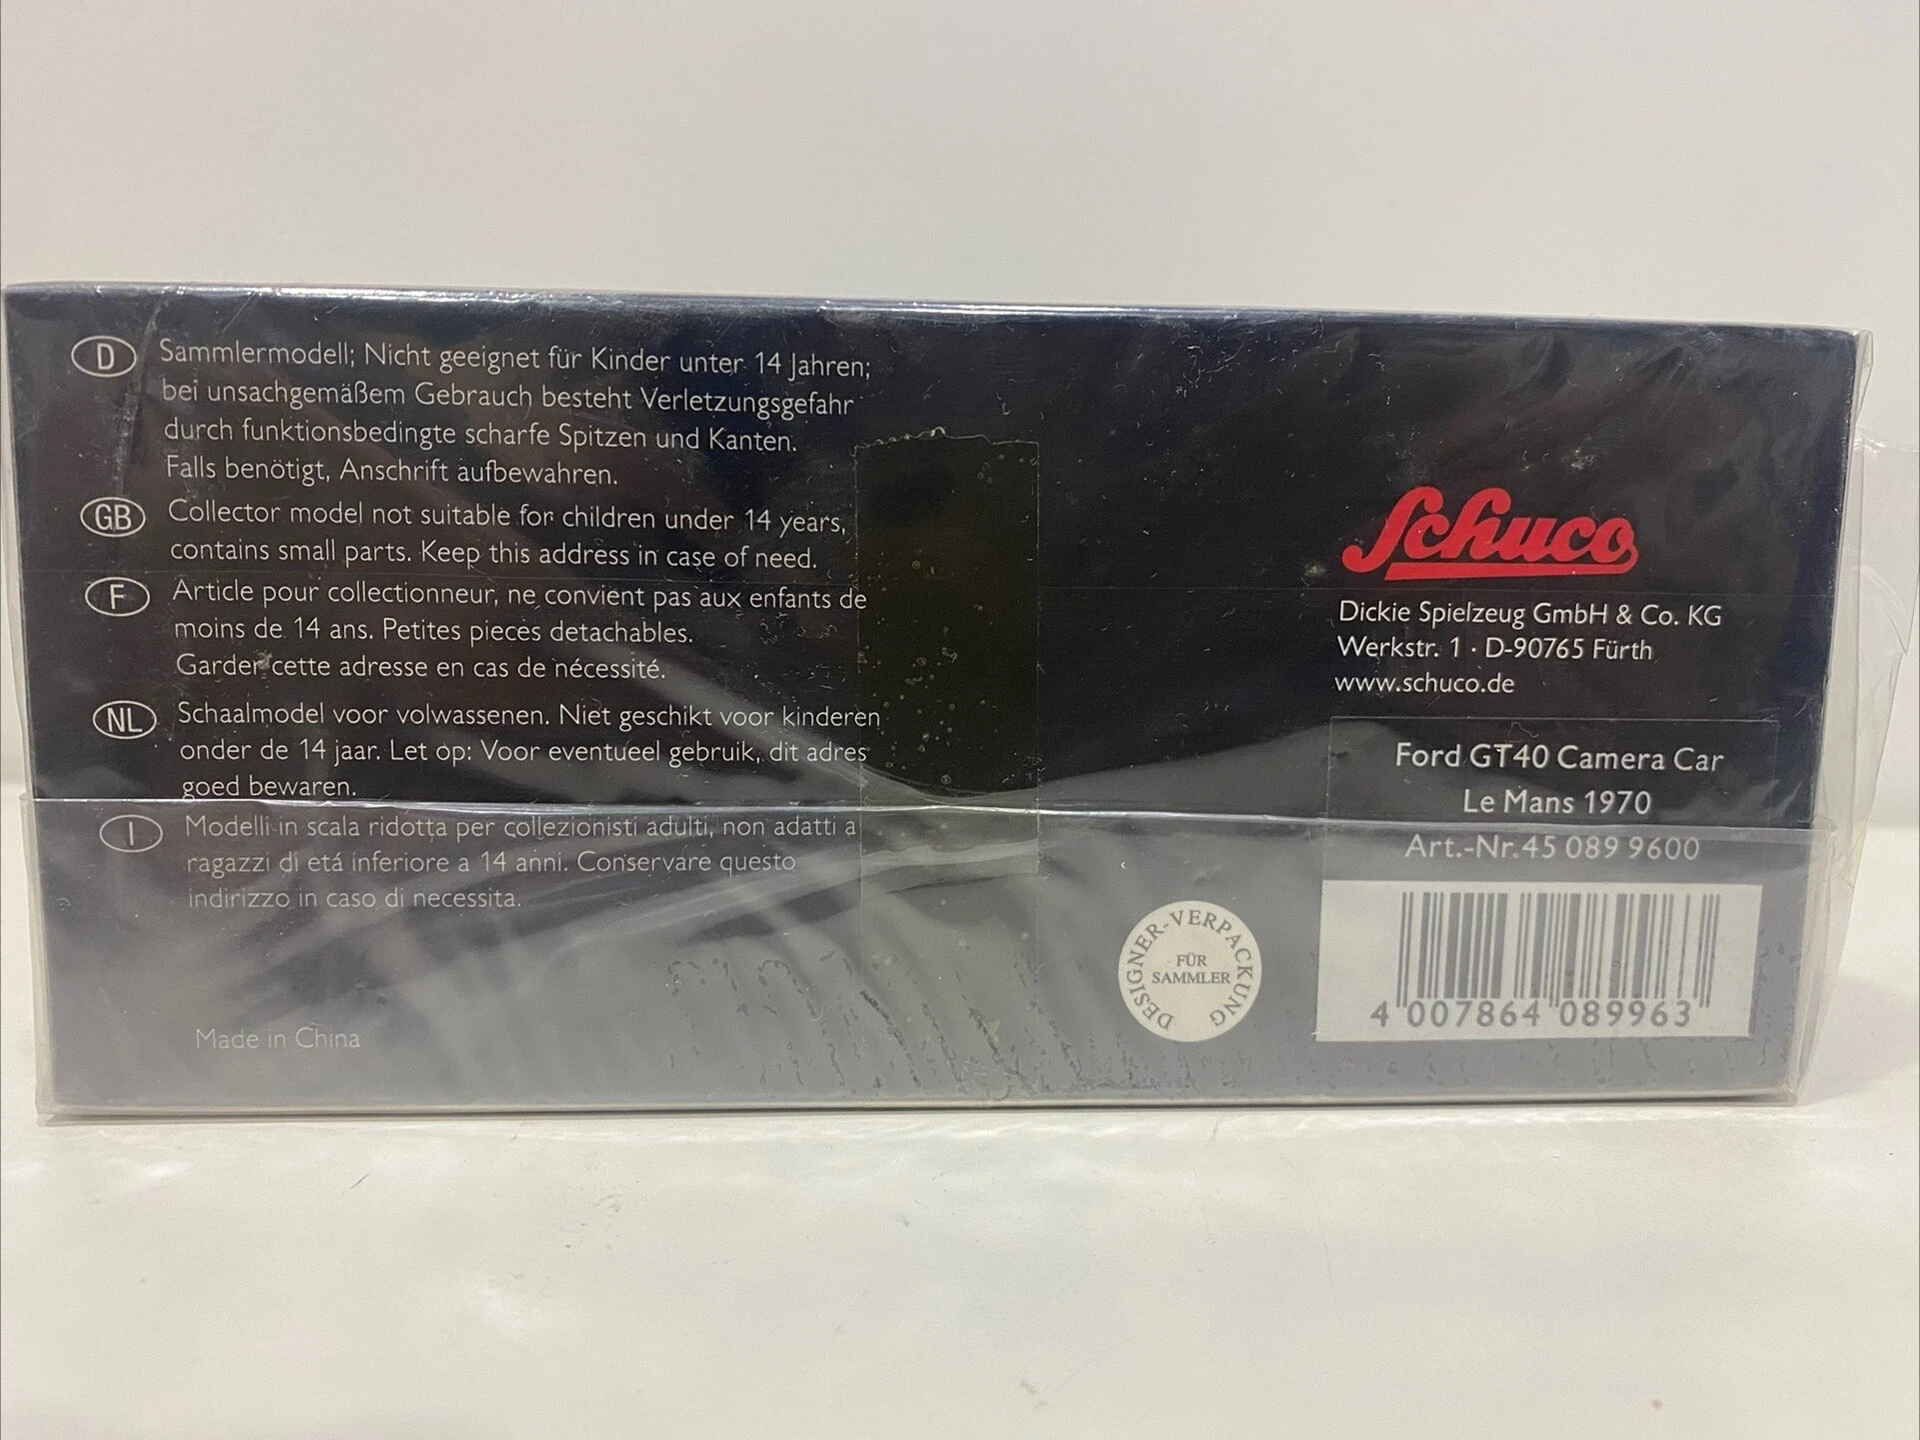 D
Sammlermodell; Nicht geeignet für Kinder unter 14 Jahren;
bei unsachgemäßem Gebrauch besteht Verletzungsgefahr
durch funktionsbedingte scharfe Spitzen und Kanten.
Falls benötigt, Anschrift aufbewahren.
GB
Collector model not suitable for children under 14 years,
contains small parts. Keep this address in case of need.
F
Article pour collectionneur, ne convient pas aux enfants de
moins de 14 ans. Petites pieces detachables.
Garder cette adresse en cas de nécessité.
NL
Schaalmodel voor volwassenen. Niet geschikt voor kinderen
onder de 14 jaar. Let op: Voor eventueel gebruik, dit adres
goed bewaren.
I
Modelli in scala ridotta per collezionisti adulti, non adatti a
ragazzi di etá inferiore a 14 anni. Conservare questo
indirizzo in caso di necessita.
Made in China
Schuco
Dickie Spielzeug GmbH & Co. KG
Werkstr. 1 · D-90765 Fürth
www.schuco.de
Ford GT40 Camera Car
Le Mans 1970
Art.-Nr. 45 089 9600
DESIGNER-VERPACKUNG
FÜR
SAMMLER
4 007864 089963